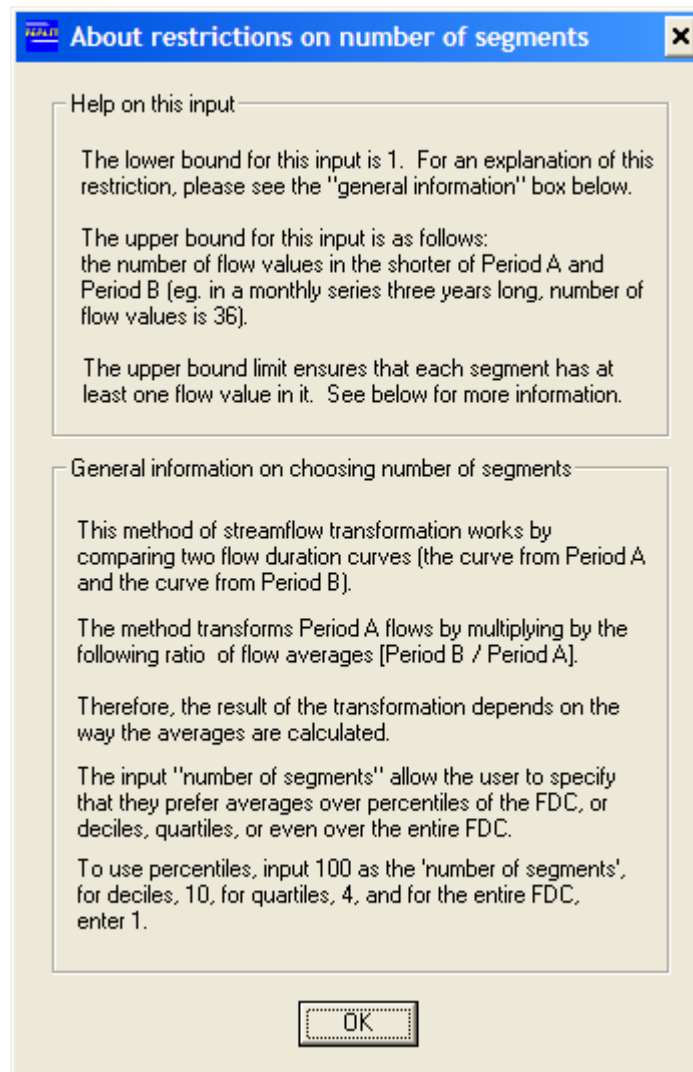 About restrictions on number of segments
Help on this input
The lower bound for this input is 1.  For an explanation of this
restriction, please see the "general information" box below.
The upper bound for this input is as follows:
the number of flow values in the shorter of Period A and
Period B (eg. in a monthly series three years long, number of
flow values is 36).
The upper bound limit ensures that each segment has at
least one flow value in it.  See below for more information.
General information on choosing number of segments
This method of streamflow transformation works by
comparing two flow duration curves (the curve from Period A
and the curve from Period B).
The method transforms Period A flows by multiplying by the
following ratio  of flow averages [Period B / Period A].
Therefore, the result of the transformation depends on the
way the averages are calculated.
The input "number of segments" allow the user to specify
that they prefer averages over percentiles of the FDC, or
deciles, quartiles, or even over the entire FDC.
To use percentiles, input 100 as the 'number of segments',
for deciles, 10, for quartiles, 4, and for the entire FDC,
enter 1.
OK